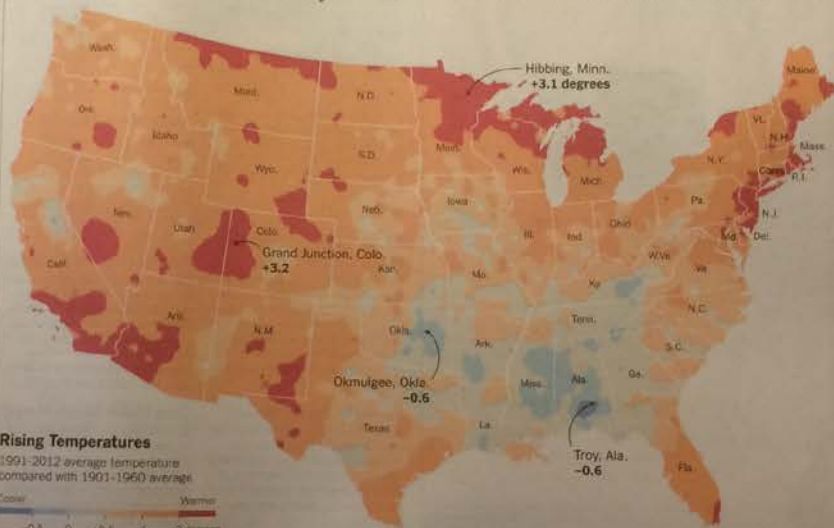 Wash.
Ore.
Idaho
Mont.
N.D.
S.D.
Wyo.
Neb.
Nev.
Utah
Colo.
Calif.
Ariz.
N.M.
Kan.
Okla.
Texas
Minn.
Iowa
Mo.
Ark.
La.
Wis.
Ill.
Ind.
Mich.
Ohio
Ky.
Tenn.
Miss.
Ala.
Ga.
Fla.
S.C.
N.C.
Va.
W.Va.
Pa.
N.Y.
Vt.
N.H.
Maine
Mass.
Conn.
R.I.
N.J.
Del.
Md.
Hibbing, Minn.
+3.1 degrees
Grand Junction, Colo.
+3.2
Okmulgee, Okla.
–0.6
Troy, Ala.
–0.6
Rising Temperatures
1991-2012 average temperature
compared with 1901-1960 average
Cooler Warmer